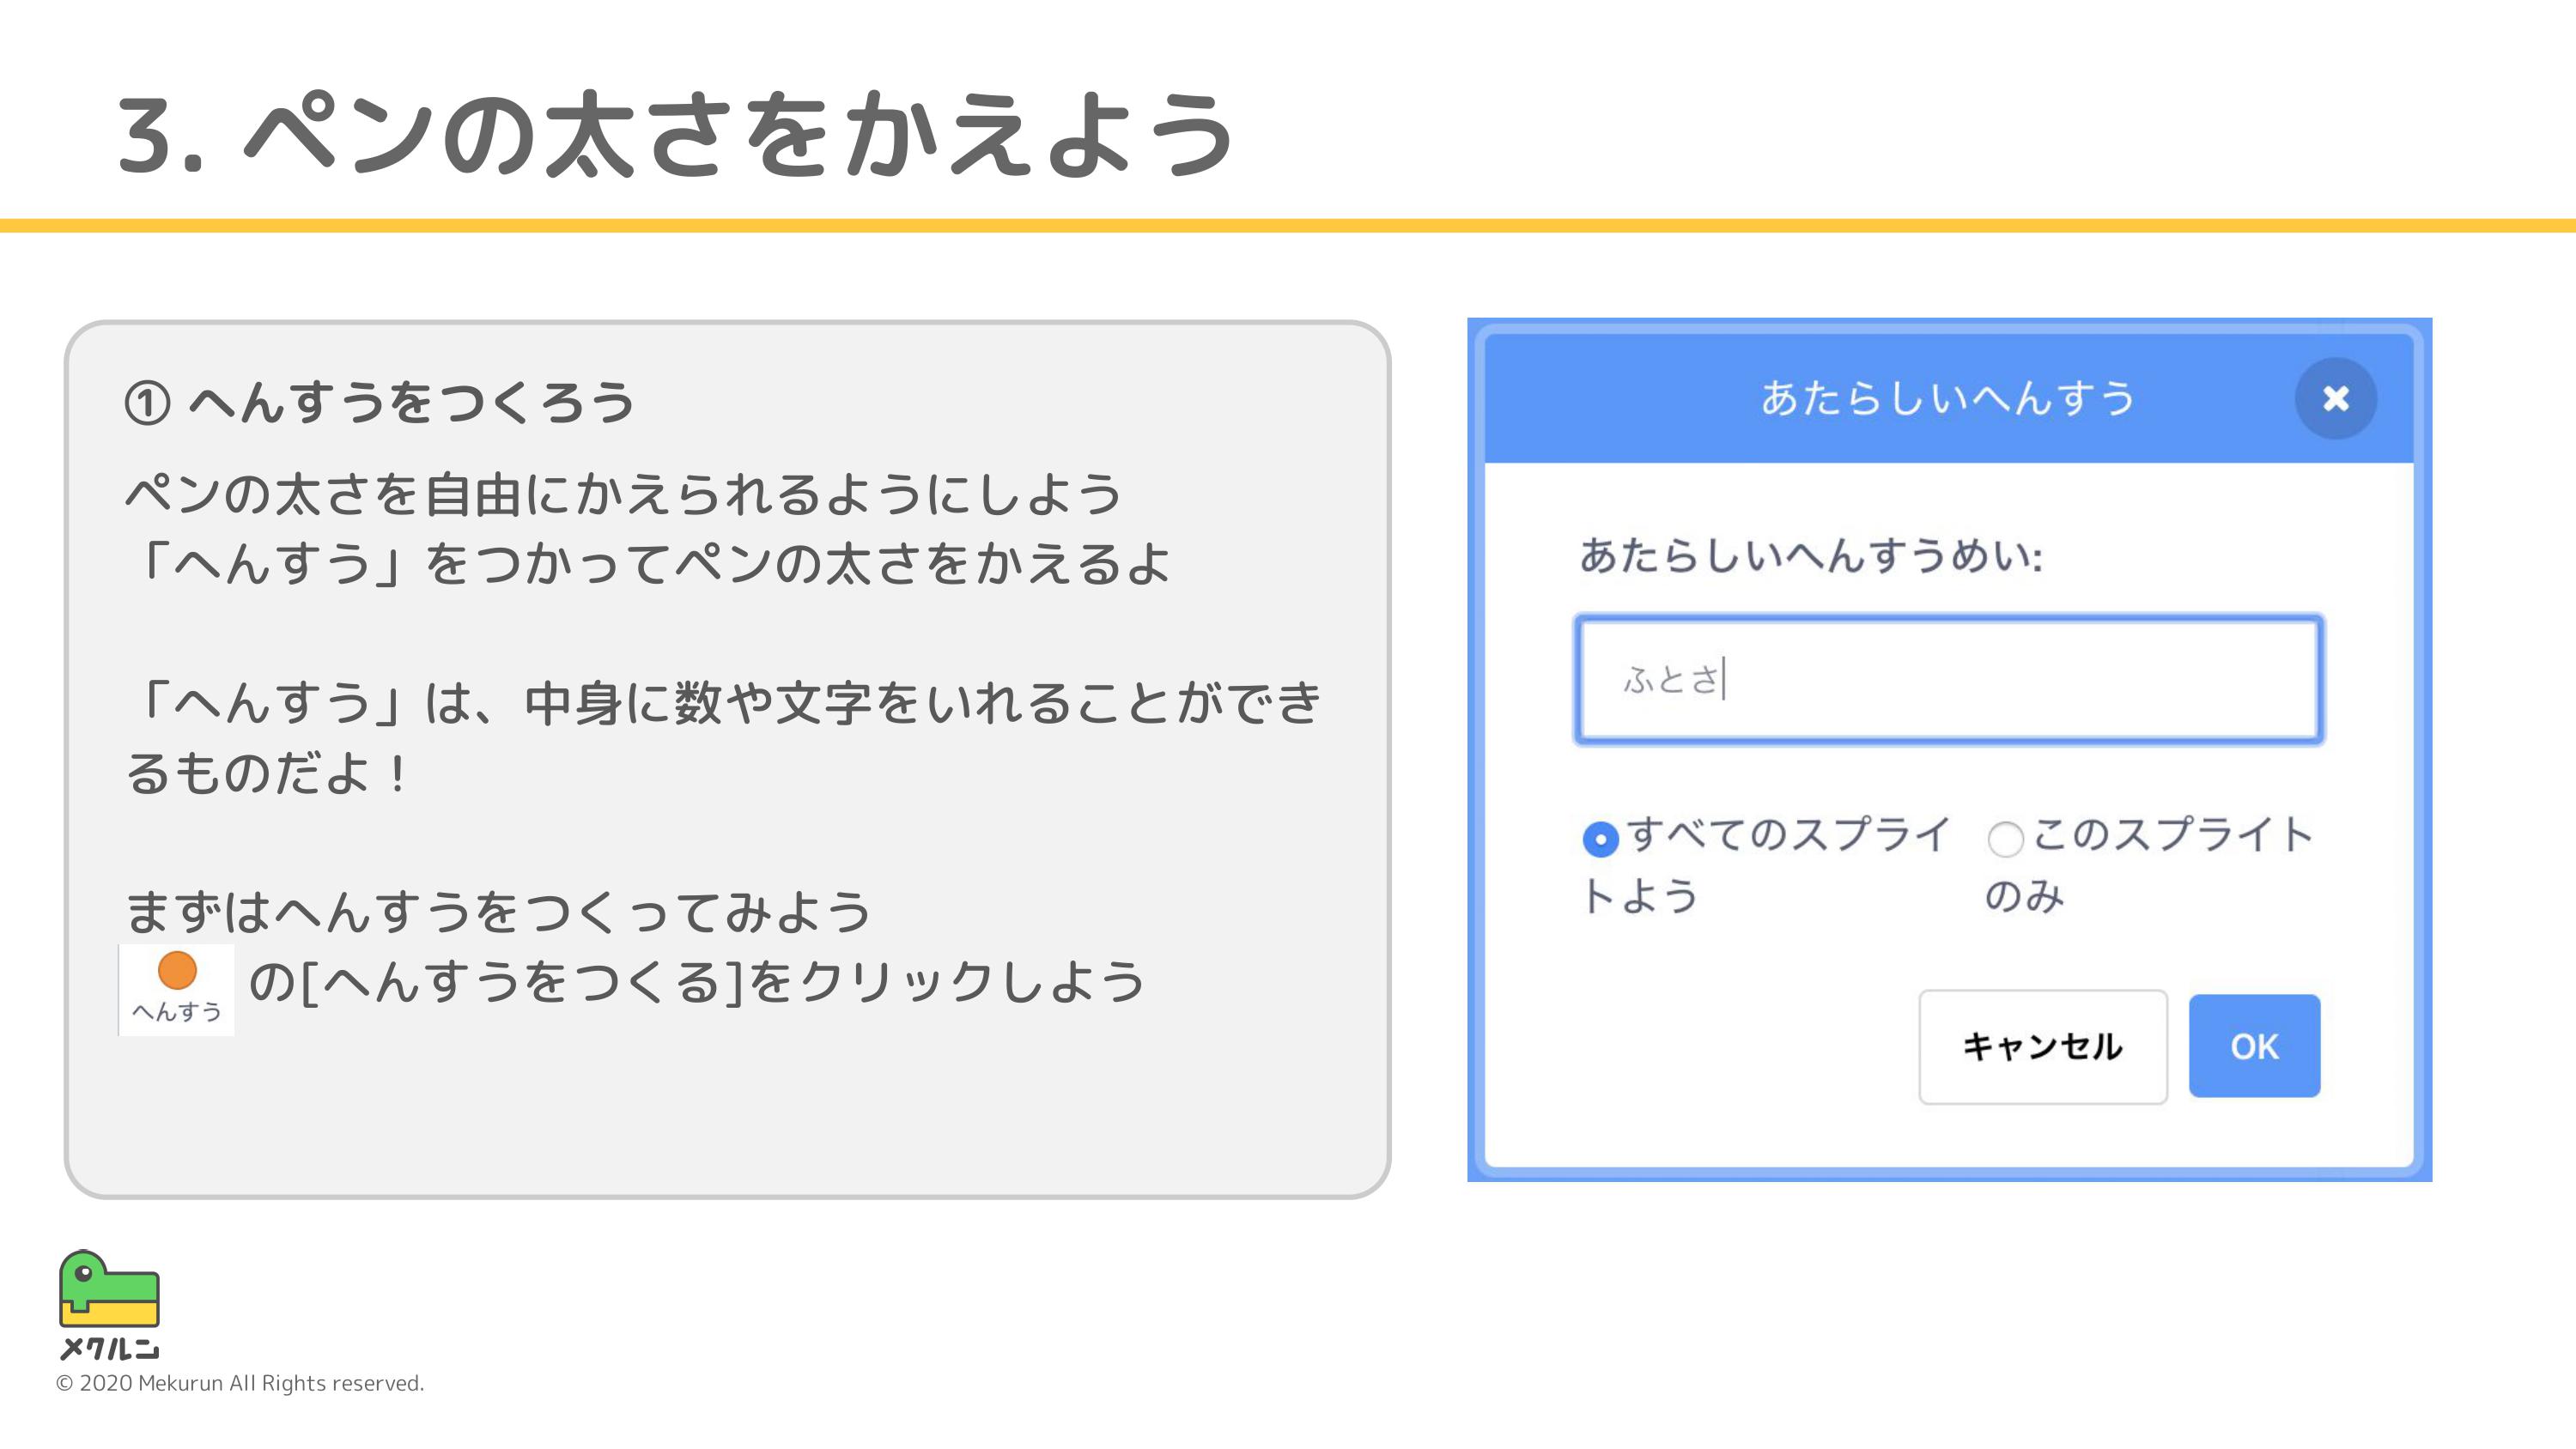 3. ペンの太さをかえよう
① へんすうをつくろう
ペンの太さを自由にかえられるようにしよう
「へんすう」をつかってペンの太さをかえるよ
「へんすう」は、中身に数や文字をいれることができ
るものだよ！
まずはへんすうをつくってみよう
の[へんすうをつくる]をクリックしよう
へんすう
あたらしいへんすう
あたらしいへんすうめい:
ふとさ
すべてのスプライ
トよう
このスプライト
のみ
キャンセル
OK
メクルン
© 2020 Mekurun All Rights reserved.